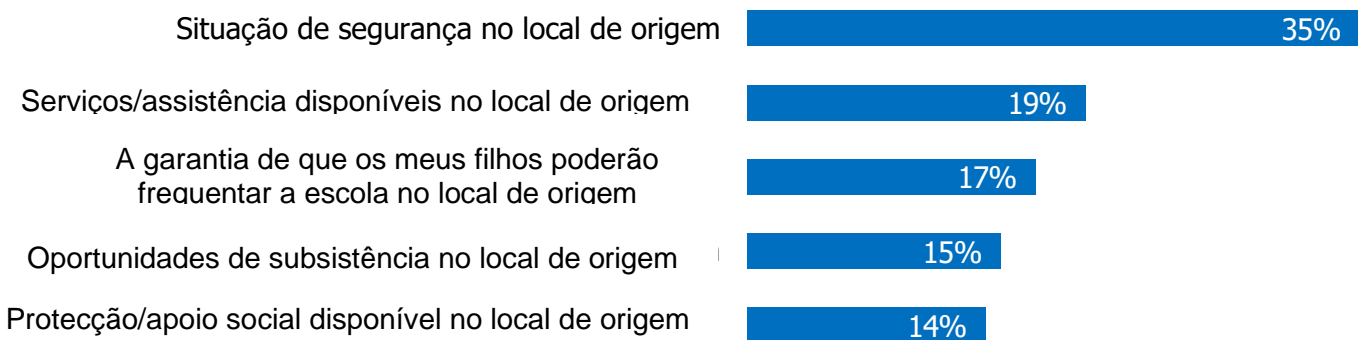 Situação de segurança no local de origem 35%
Serviços/assistência disponíveis no local de origem 19%
A garantia de que os meus filhos poderão
frequentar a escola no local de origem 17%
Oportunidades de subsistência no local de origem 15%
Protecção/apoio social disponível no local de origem 14%